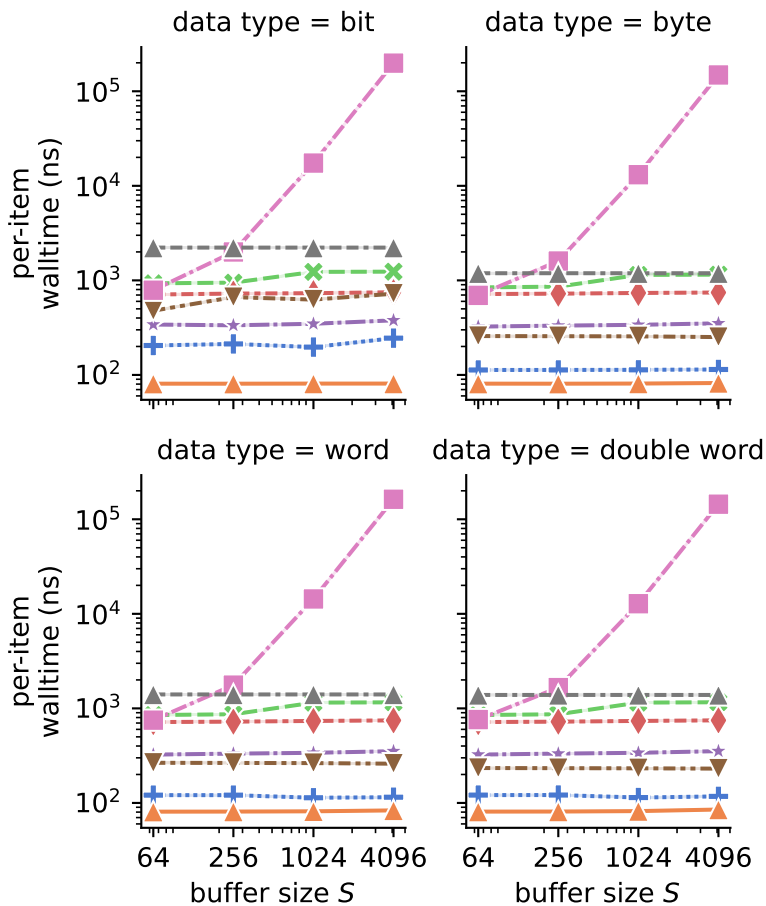 data type = bit
data type = byte
per-item
walltime (ns)
10^5
10^4
10^3
10^2
data type = word
data type = double word
per-item
walltime (ns)
10^5
10^4
10^3
10^2
64 256 1024 4096
64 256 1024 4096
buffer size S
buffer size S